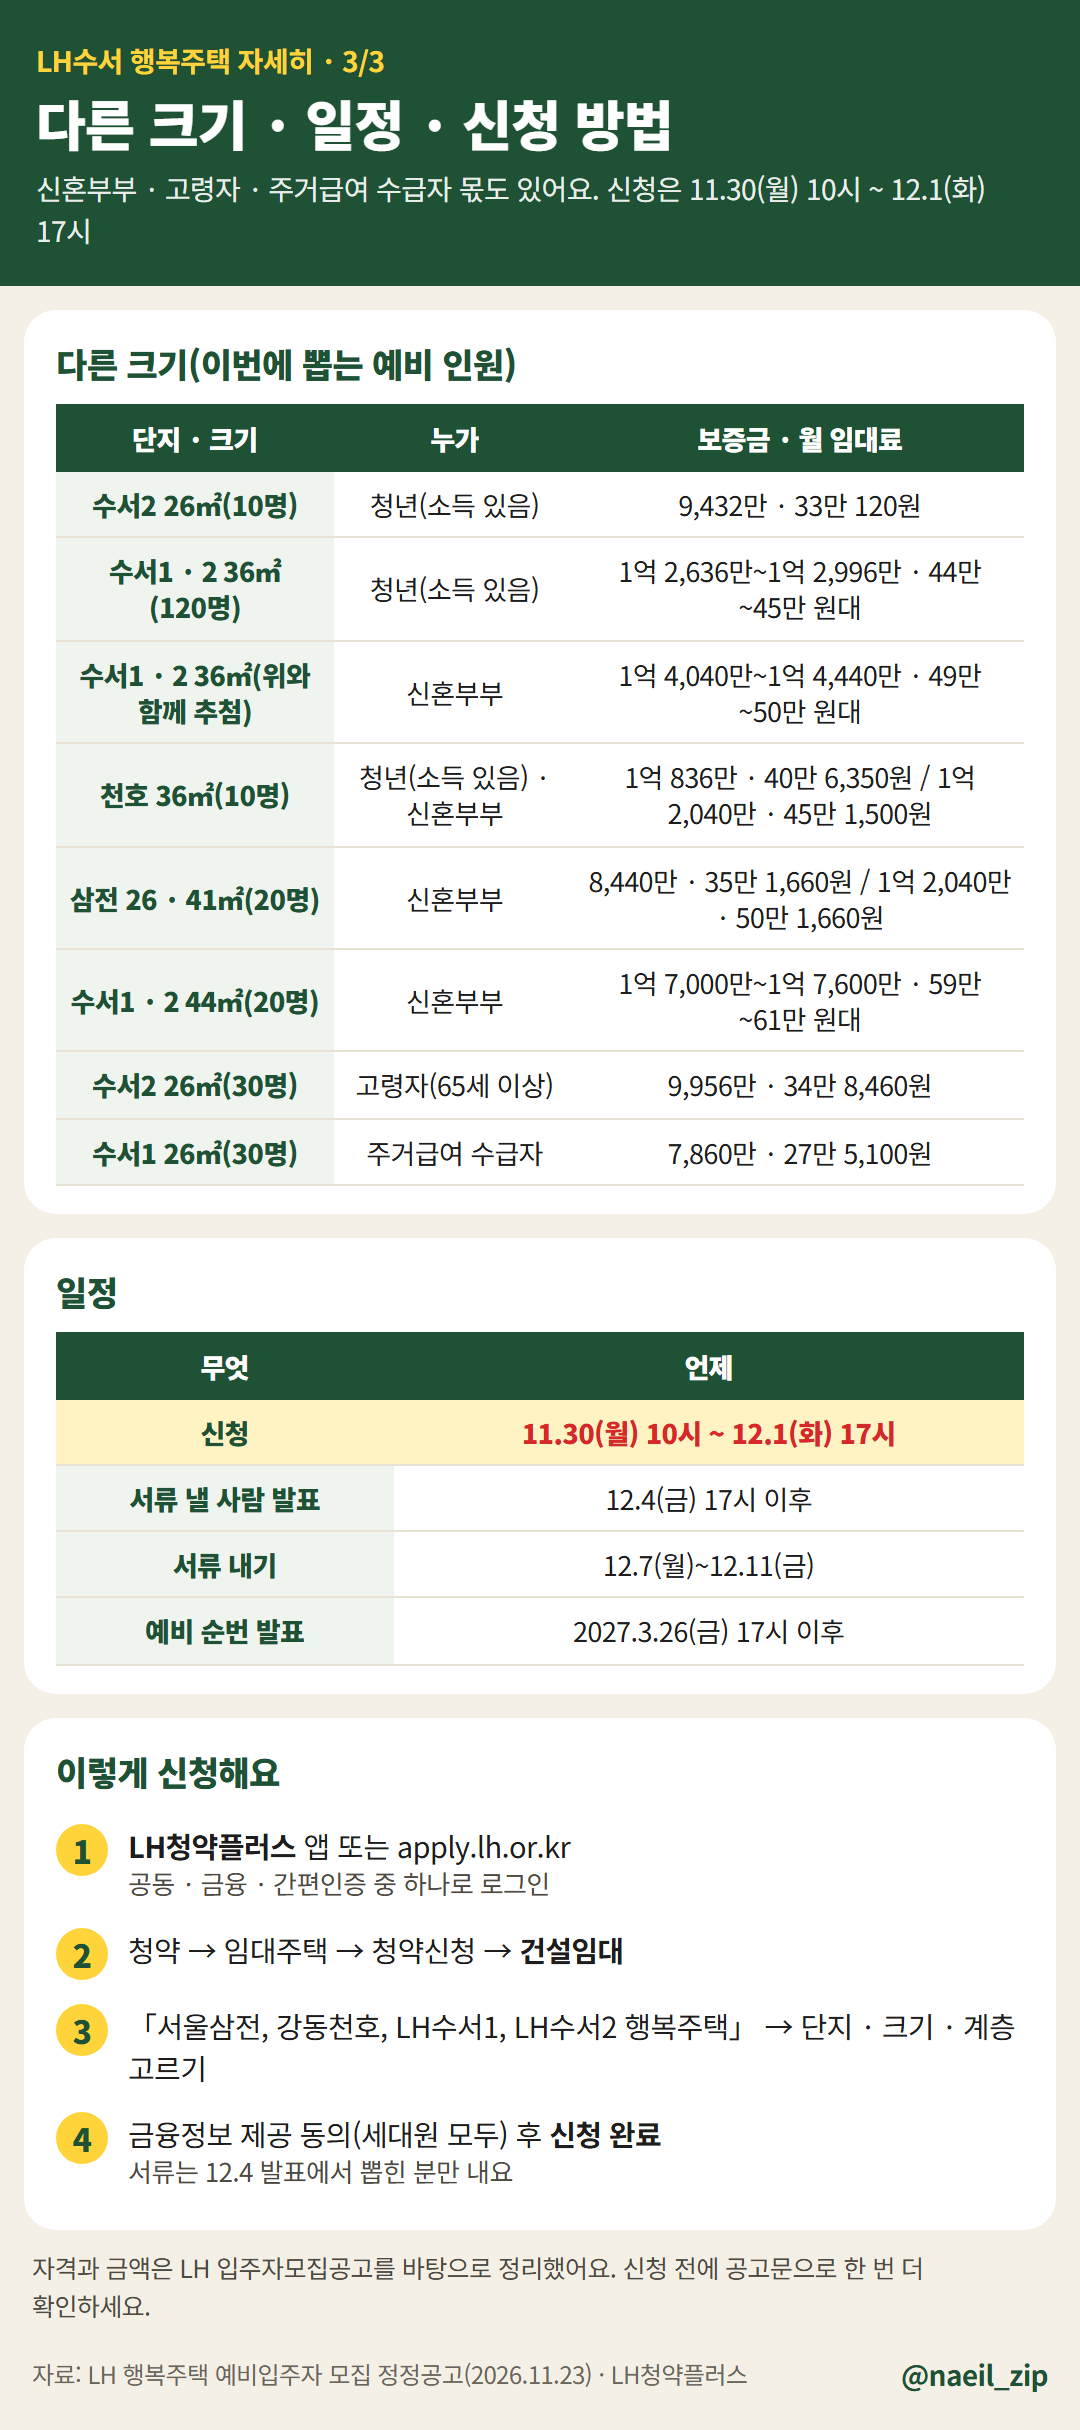 LH수서 행복주택 자세히 · 3/3
다른 크기 · 일정 · 신청 방법
신혼부부 · 고령자 · 주거급여 수급자 몫도 있어요. 신청은 11.30(월) 10시 ~ 12.1(화)
17시
다른 크기(이번에 뽑는 예비 인원)
단지 · 크기 누가 보증금 · 월 임대료
수서2 26㎡(10명) 청년(소득 있음) 9,432만 · 33만 120원
수서1 · 2 36㎡
(120명)
청년(소득 있음)
1억 2,636만~1억 2,996만 · 44만
~45만 원대
수서1 · 2 36㎡(위와
함께 추첨)
신혼부부
1억 4,040만~1억 4,440만 · 49만
~50만 원대
천호 36㎡(10명)
청년(소득 있음) ·
신혼부부
1억 836만 · 40만 6,350원 / 1억
2,040만 · 45만 1,500원
삼전 26 · 41㎡(20명)
신혼부부
8,440만 · 35만 1,660원 / 1억 2,040만
· 50만 1,660원
수서1 · 2 44㎡(20명)
신혼부부
1억 7,000만~1억 7,600만 · 59만
~61만 원대
수서2 26㎡(30명) 고령자(65세 이상) 9,956만 · 34만 8,460원
수서1 26㎡(30명) 주거급여 수급자 7,860만 · 27만 5,100원
일정
무엇 언제
신청 11.30(월) 10시 ~ 12.1(화) 17시
서류 낼 사람 발표 12.4(금) 17시 이후
서류 내기 12.7(월)~12.11(금)
예비 순번 발표 2027.3.26(금) 17시 이후
이렇게 신청해요
1 LH청약플러스 앱 또는 apply.lh.or.kr
공동 · 금융 · 간편인증 중 하나로 로그인
2 청약 → 임대주택 → 청약신청 → 건설임대
3 「서울삼전, 강동천호, LH수서1, LH수서2 행복주택」 → 단지 · 크기 · 계층
고르기
4 금융정보 제공 동의(세대원 모두) 후 신청 완료
서류는 12.4 발표에서 뽑힌 분만 내요
자격과 금액은 LH 입주자모집공고를 바탕으로 정리했어요. 신청 전에 공고문으로 한 번 더
확인하세요.
자료: LH 행복주택 예비입주자 모집 정정공고(2026.11.23) · LH청약플러스 @naeil_zip